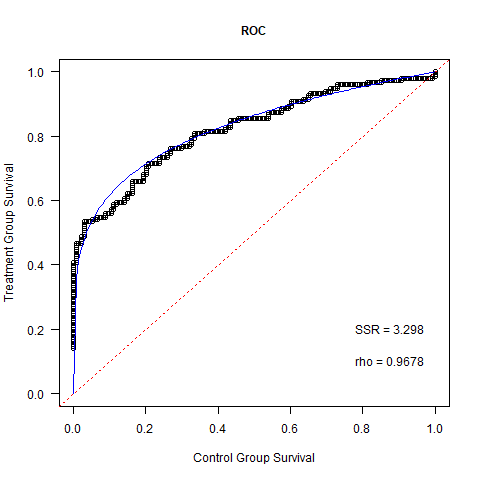 ROC
Treatment Group Survival
1.0
0.8
0.6
0.4
0.2
0.0
SSR = 3.298
rho = 0.9678
0.0 0.2 0.4 0.6 0.8 1.0
Control Group Survival